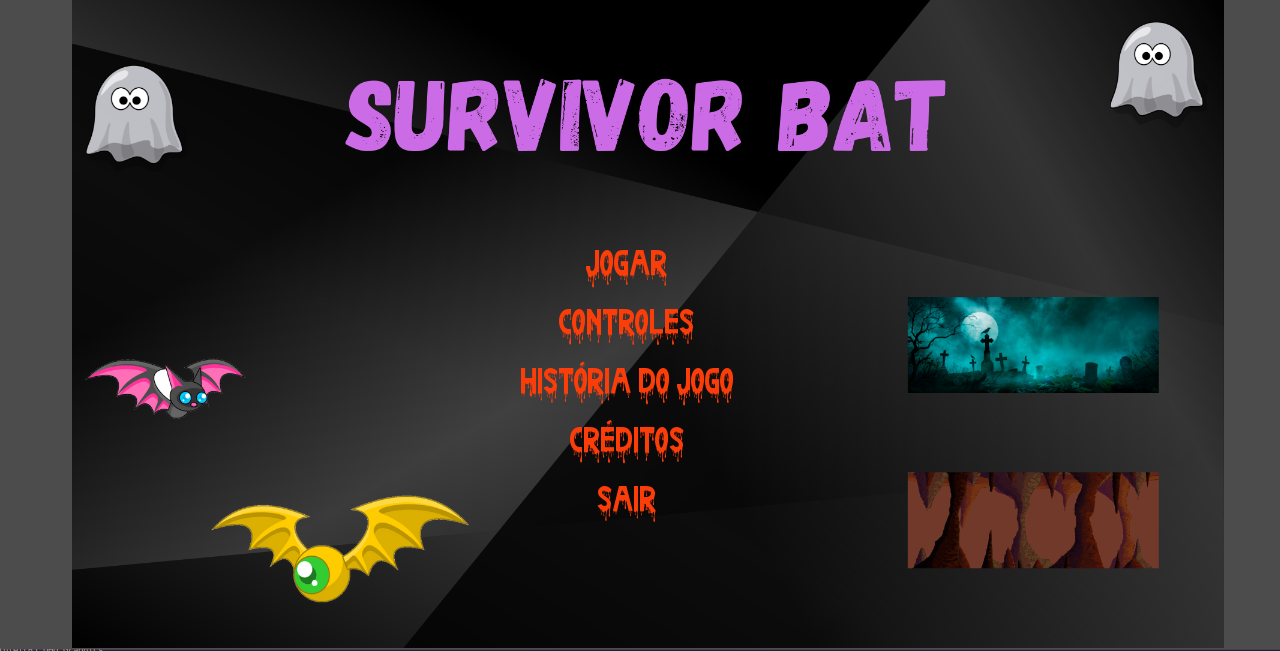 SURVIVOR BAT
JOGAR
CONTROLES
HISTÓRIA DO JOGO
CRÉDITOS
SAIR